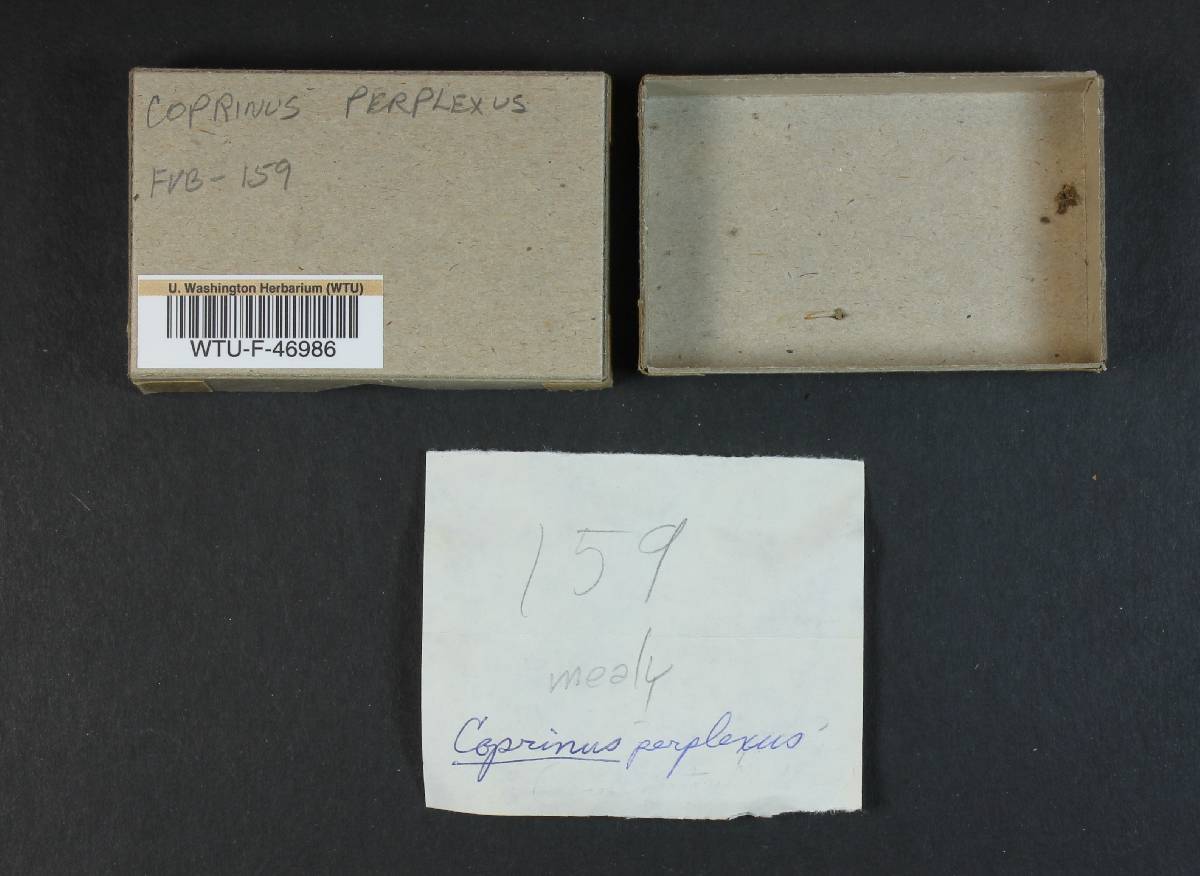 COPRINUS PERPLEXUS
FVB-159
U. Washington Herbarium (WTU)
WTU-F-46986
159
mealy
Coprinus perplexus